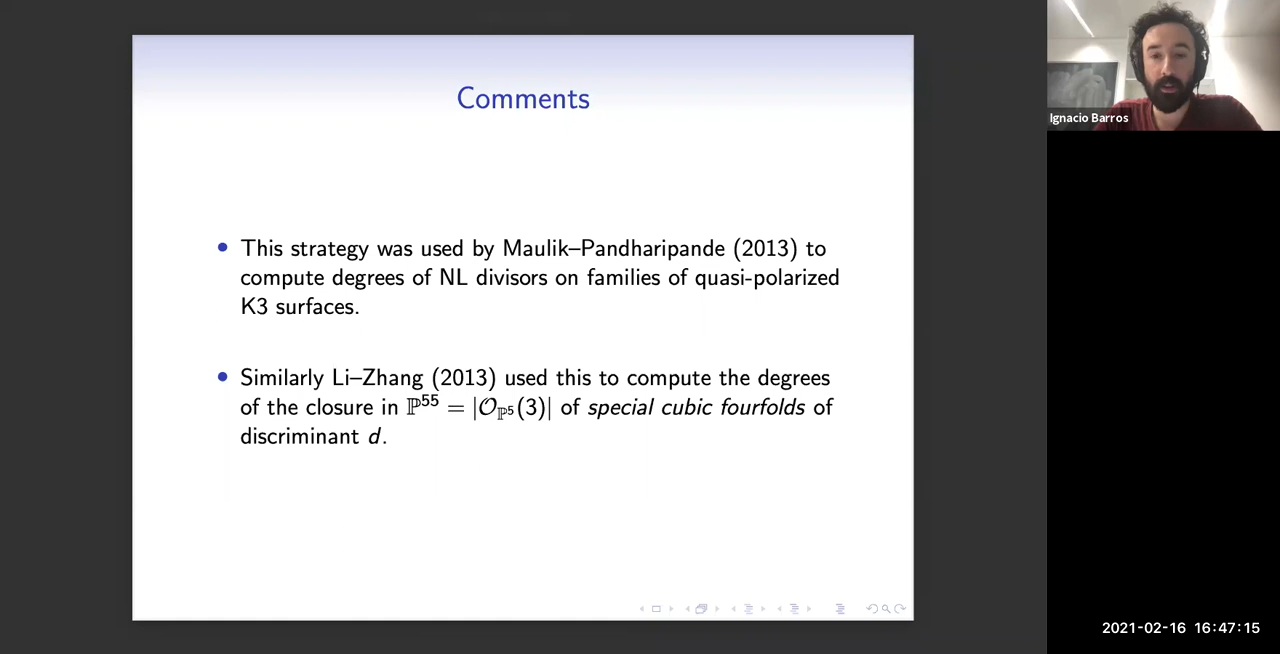 Comments
Ignacio Barros
• This strategy was used by Maulik–Pandharipande (2013) to
compute degrees of NL divisors on families of quasi-polarized
K3 surfaces.
• Similarly Li–Zhang (2013) used this to compute the degrees
of the closure in ℙ⁵⁵ = |𝒪_ℙ⁵(3)| of special cubic fourfolds of
discriminant d.
2021-02-16 16:47:15